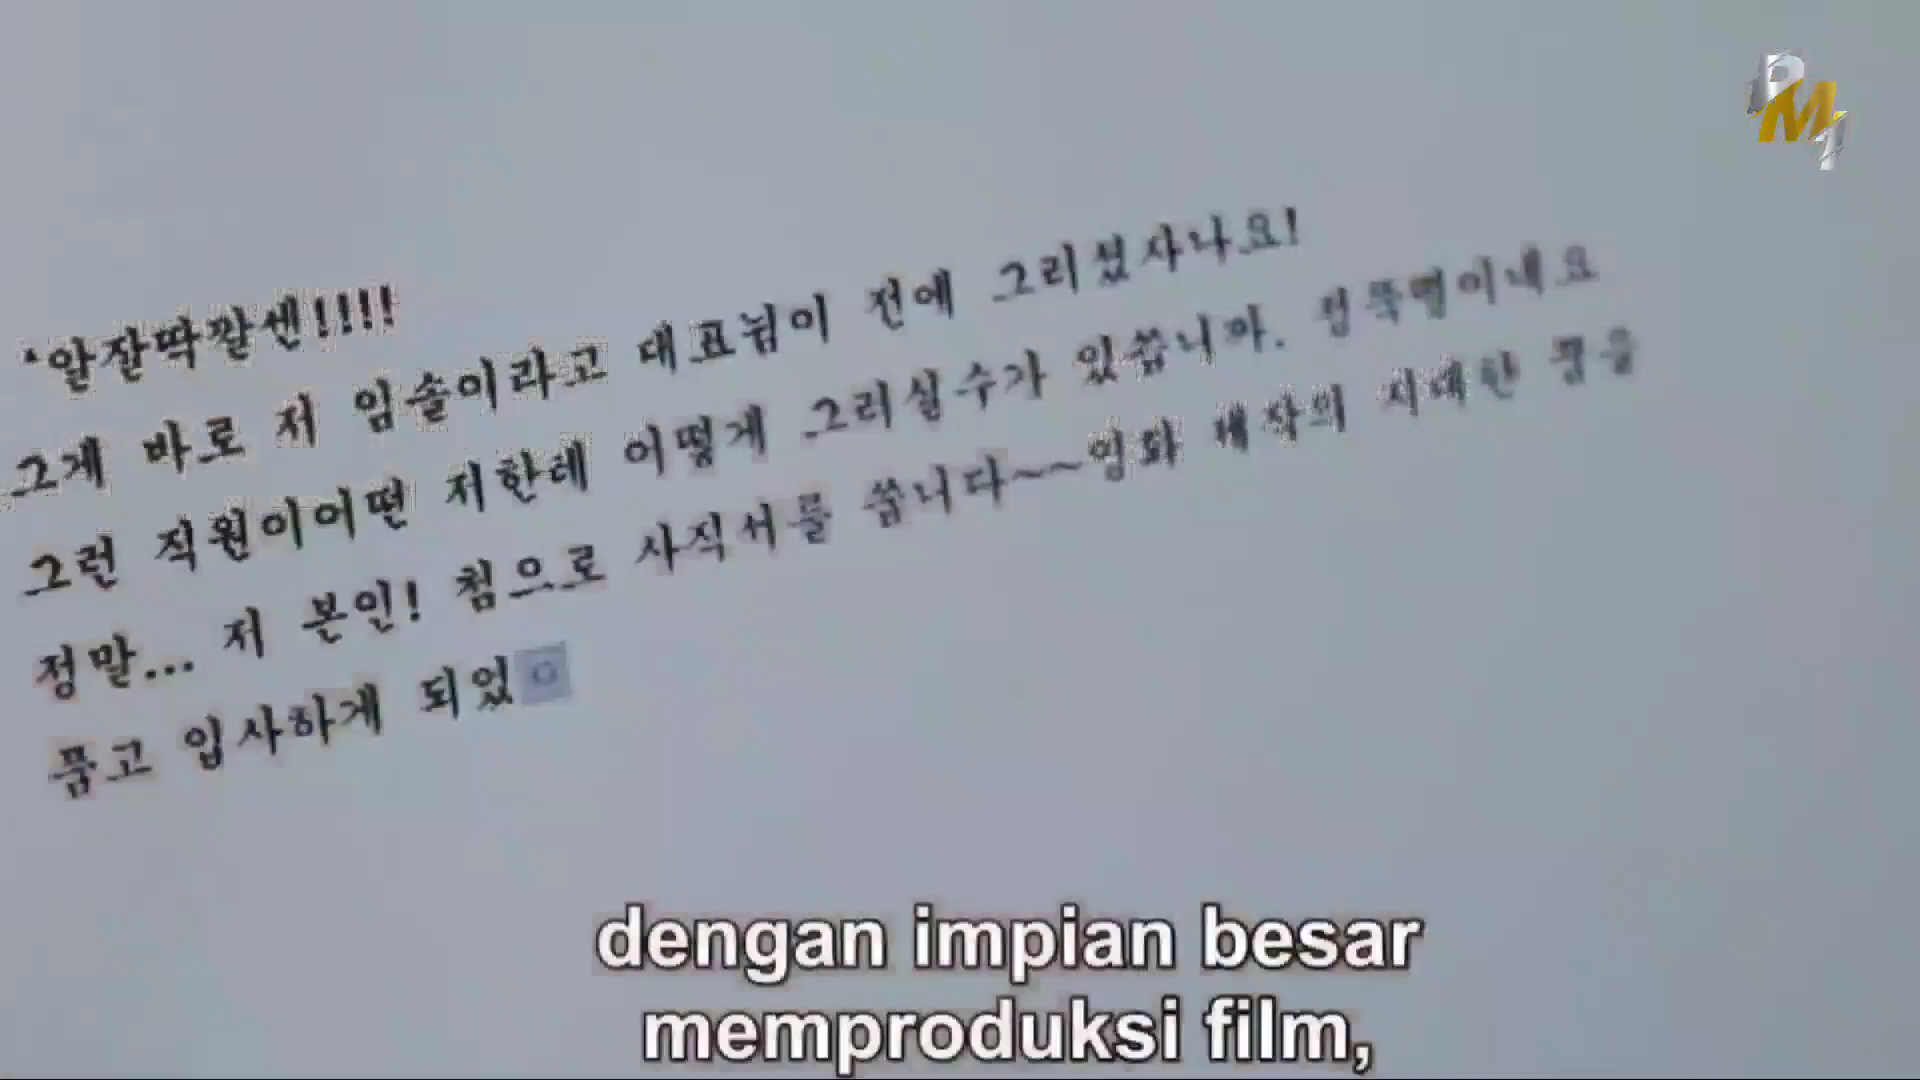 PM1
알잘딱깔센!!!!
그게 바로 저 임솔이라고 대표님이 전에 그러셨사나요!
그런 직원이어떤 저한테 어떻게 그러실수가 있씁니까.
정말... 저 본인! 첨으로 사직서를 씁니다~~영화 제작의
품고 입사하게 되었ㅇ
dengan impian besar
memproduksi film,